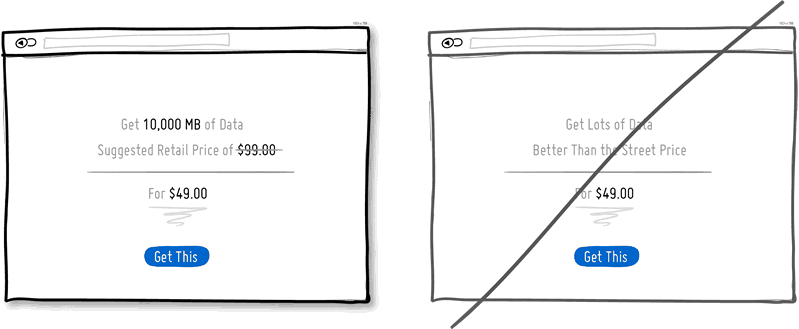 Get 10,000 MB of Data
Suggested Retail Price of $99.00
For $49.00
Get This
Get Lots of Data
Better Than the Street Price
For $49.00
Get This